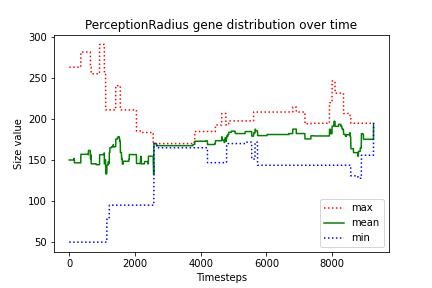 PerceptionRadius gene distribution over time
300
250
200
150
100
50
Size value
0
2000
4000
6000
8000
Timesteps
max
mean
min